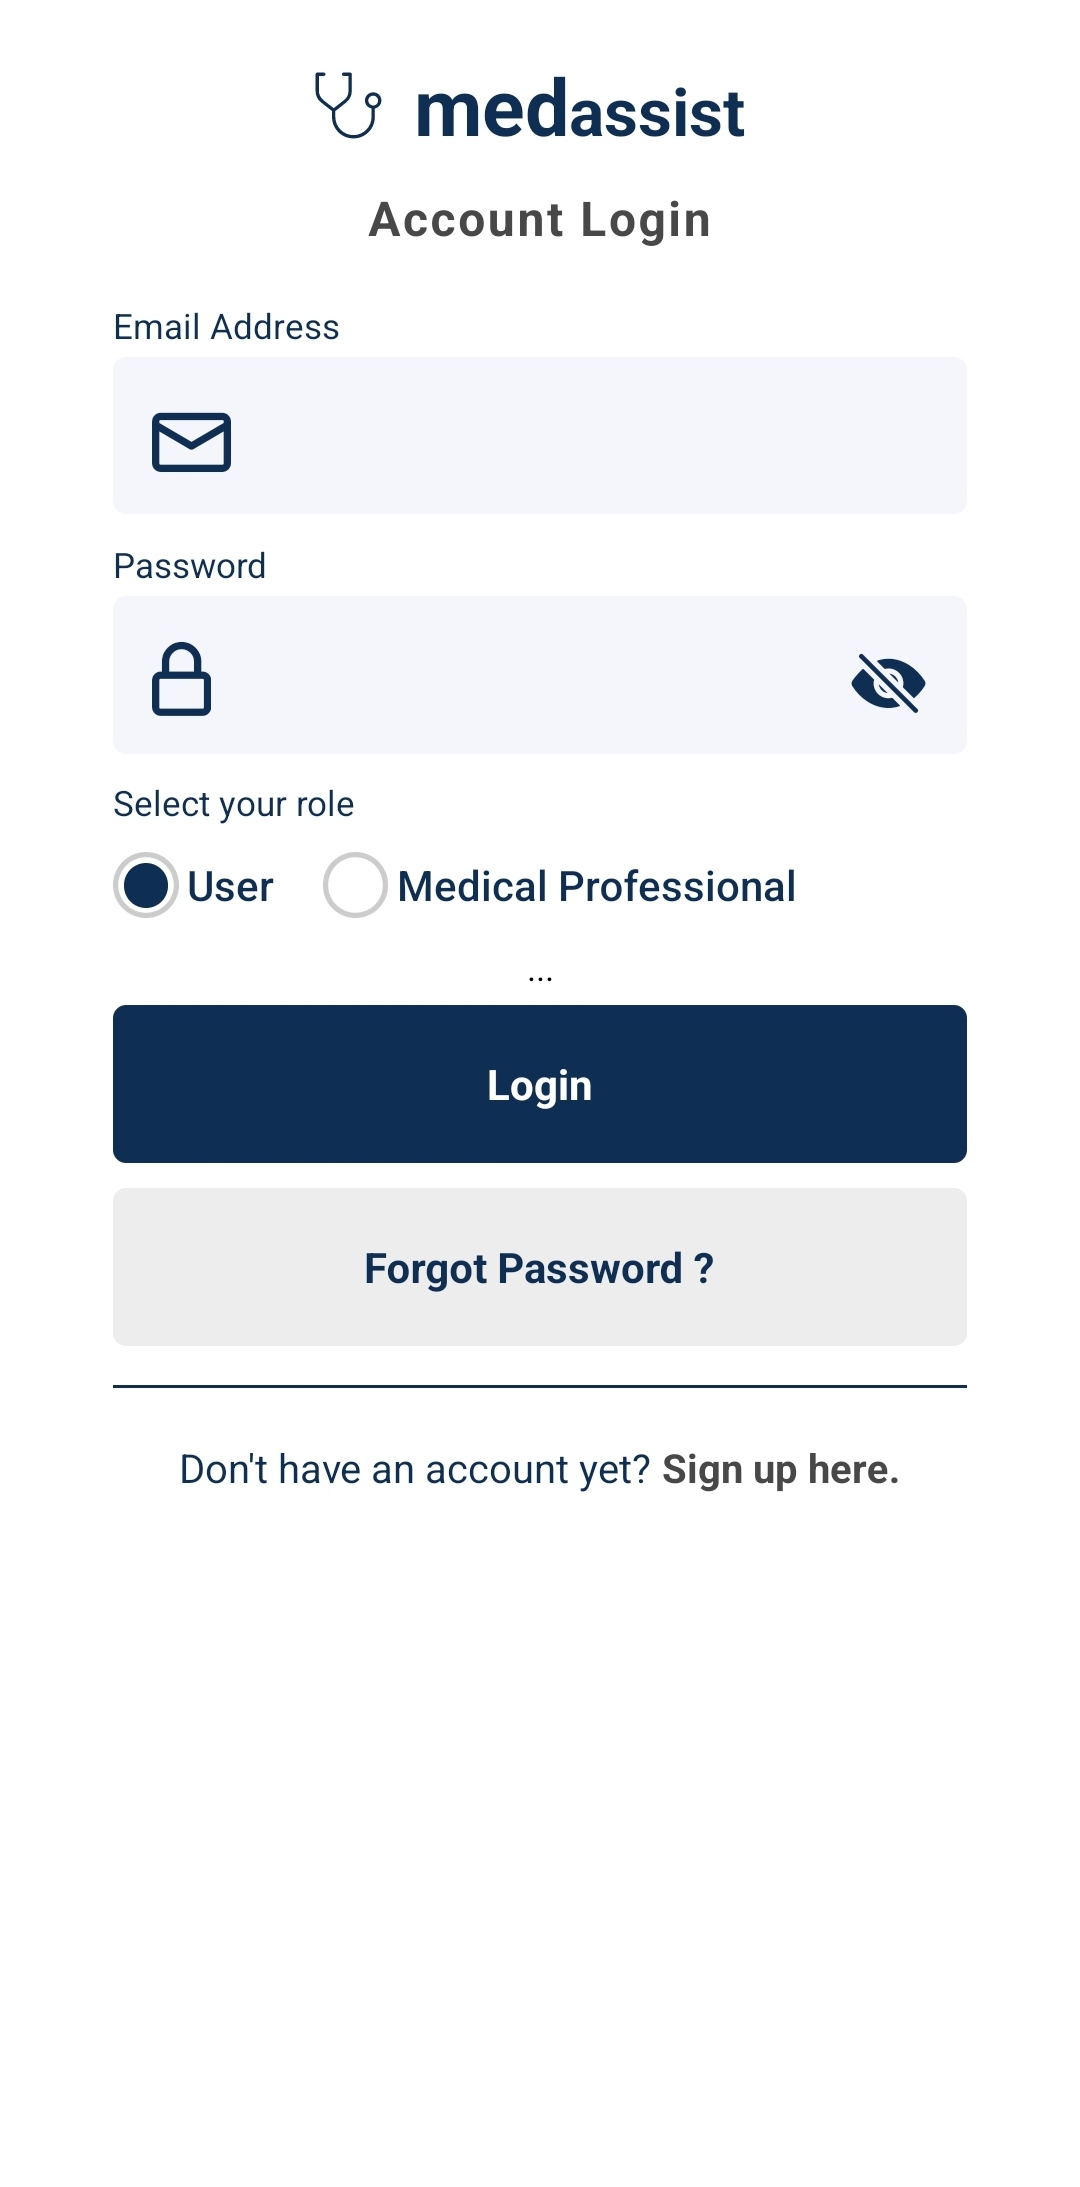 medassist
Account Login
Email Address
Password
Select your role
User Medical Professional
...
Login
Forgot Password ?
Don't have an account yet? Sign up here.